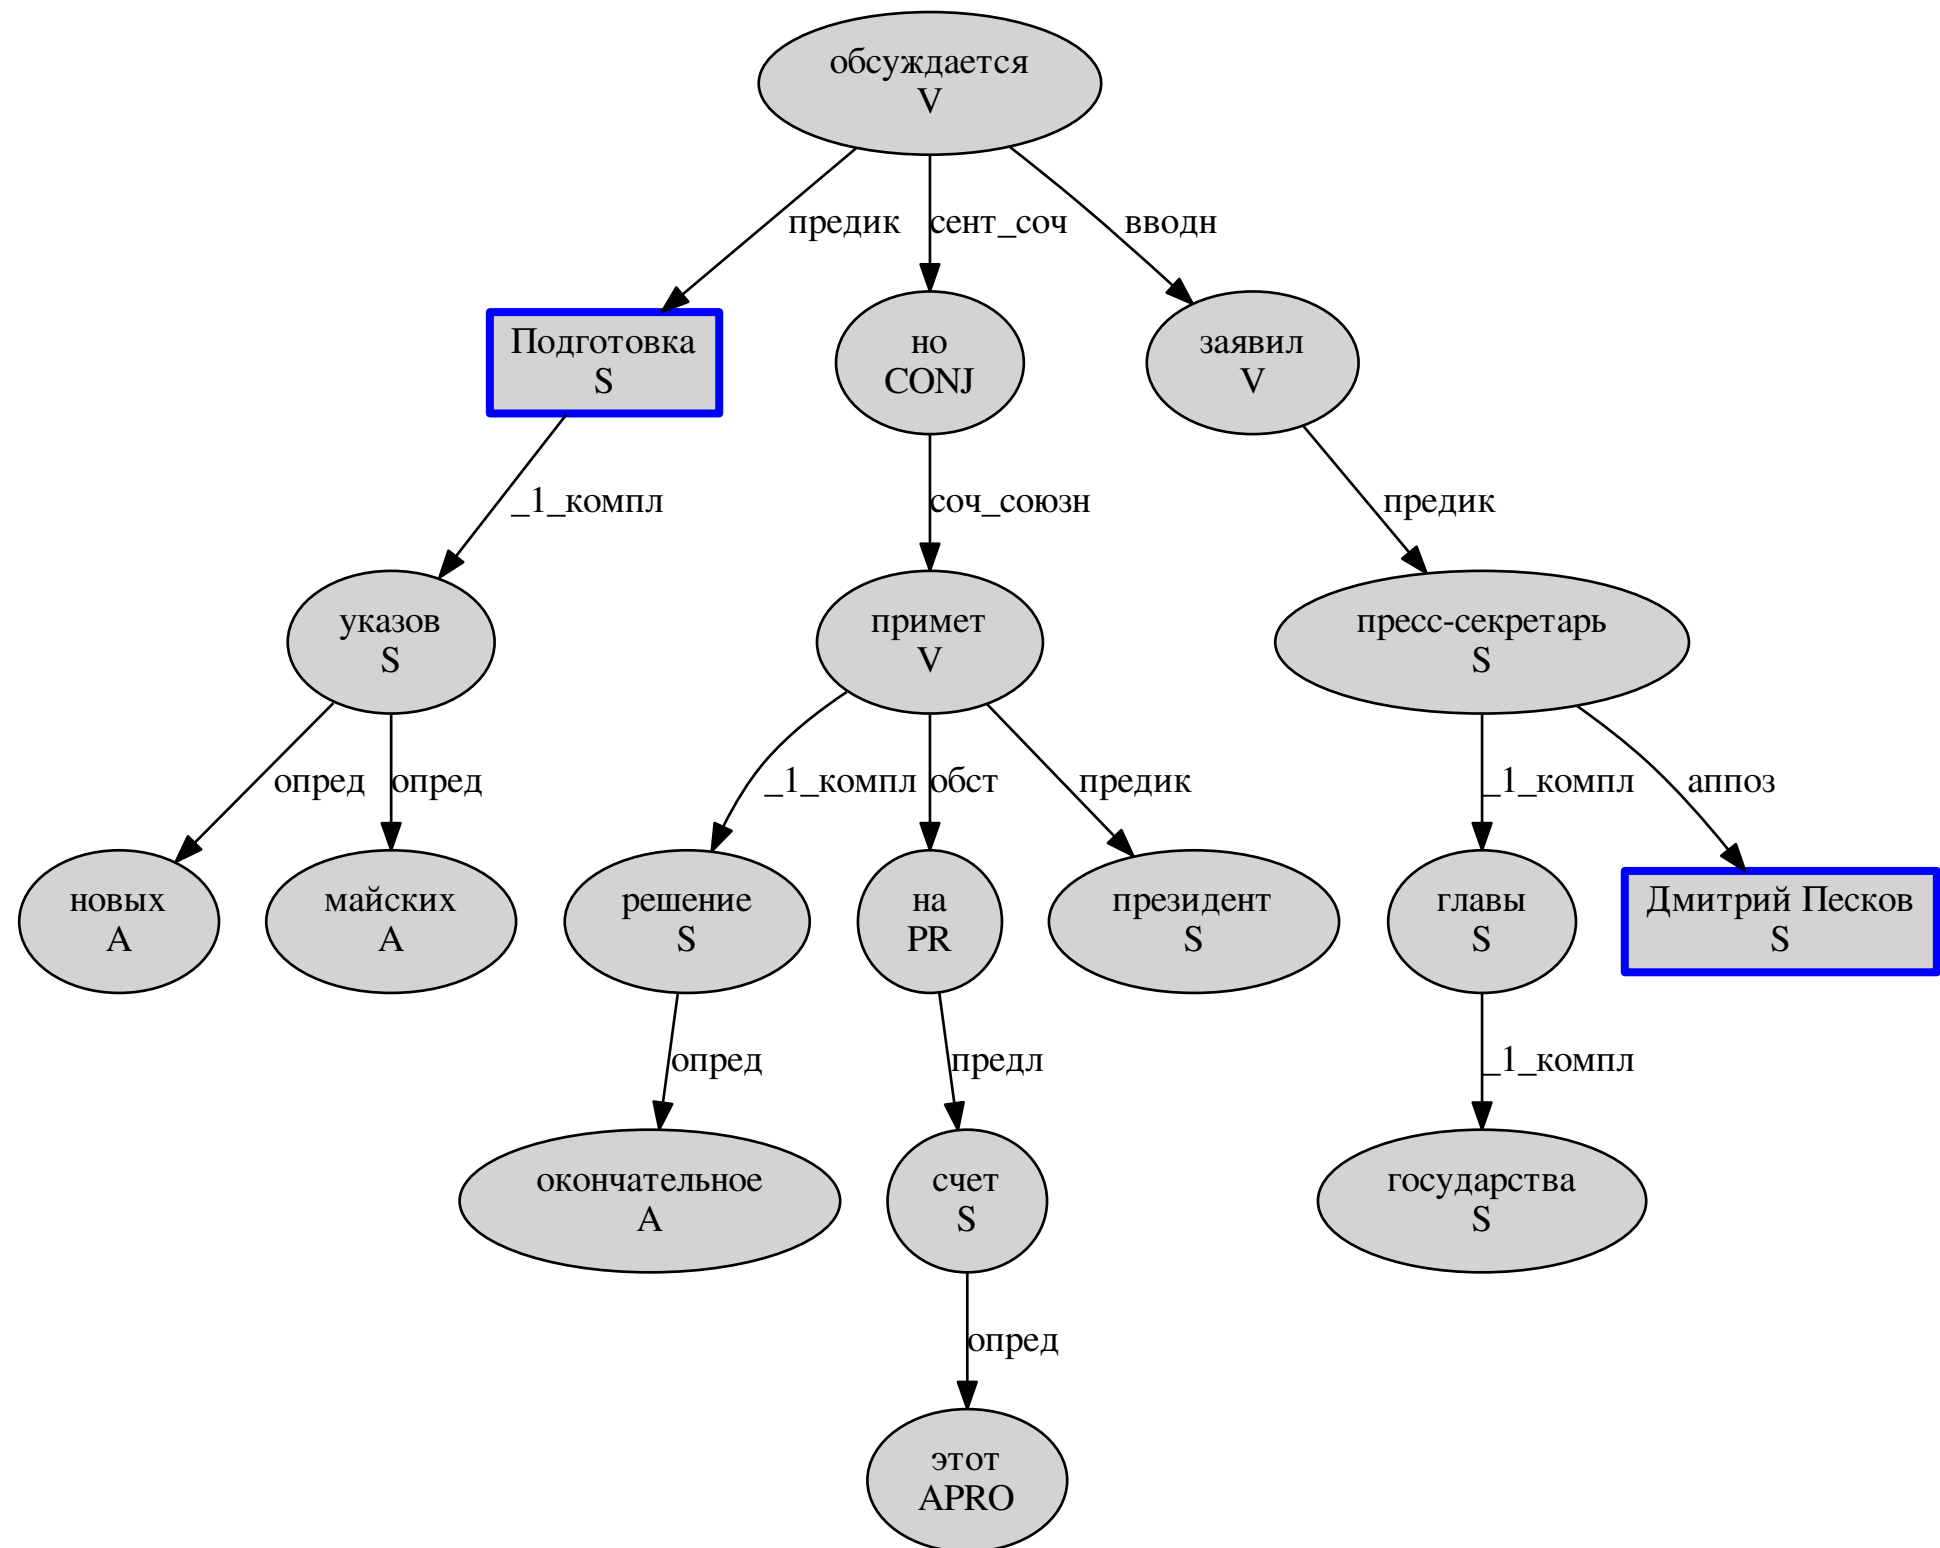 обсуждается
V
предик
сент_соч
вводн
Подготовка
S
но
CONJ
заявил
V
_1_компл
соч_союзн
предик
указов
S
примет
V
пресс-секретарь
S
опред
опред
_1_компл
обст
предик
_1_компл
аппоз
новых
A
майских
A
решение
S
на
PR
президент
S
главы
S
Дмитрий Песков
S
опред
предл
_1_компл
окончательное
A
счет
S
государства
S
опред
этот
APRO